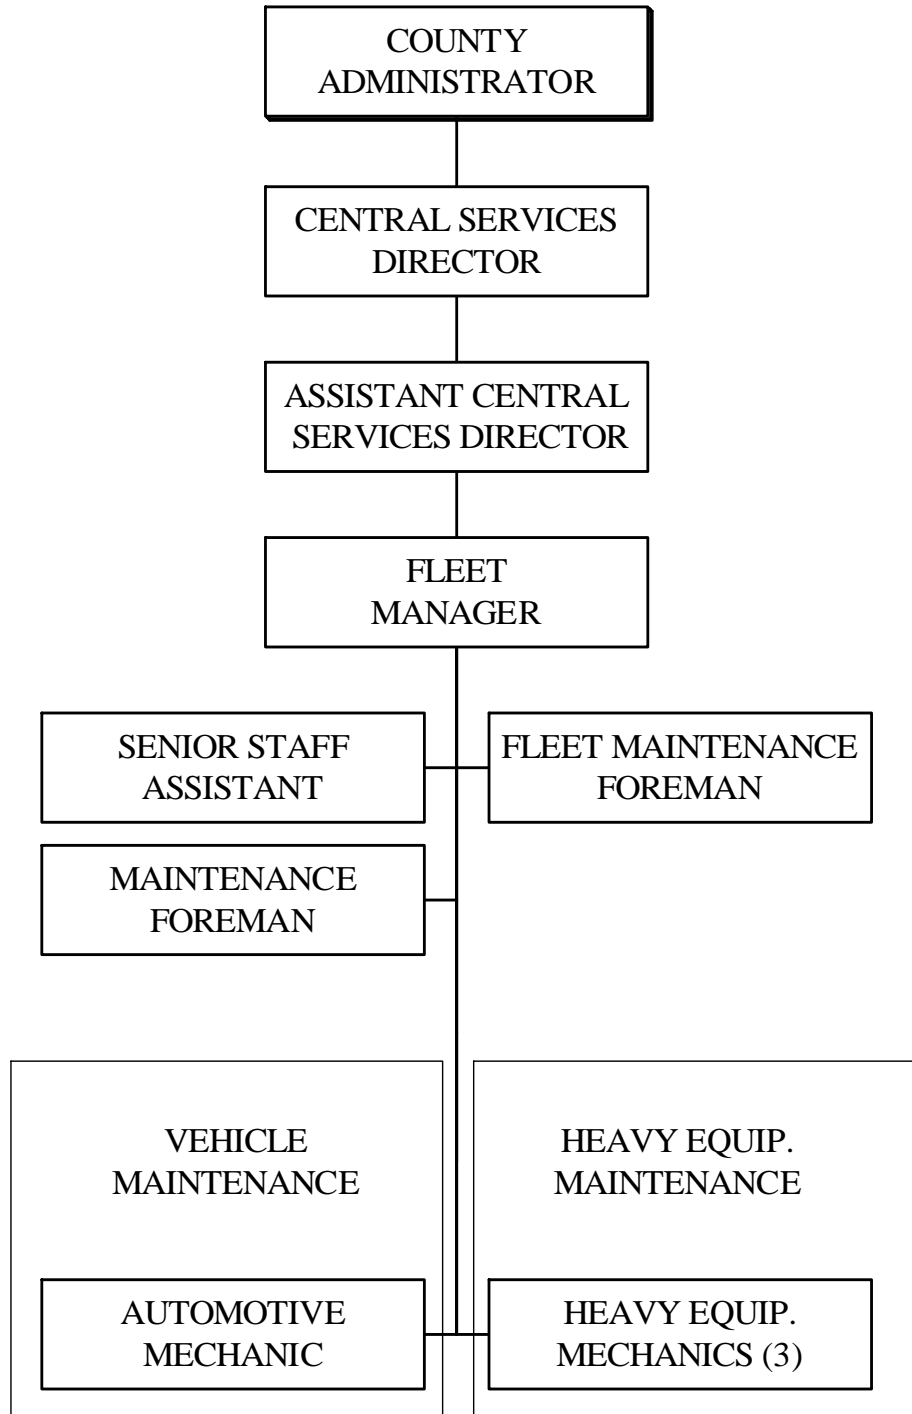 COUNTY
ADMINISTRATOR
CENTRAL SERVICES
DIRECTOR
ASSISTANT CENTRAL
SERVICES DIRECTOR
FLEET
MANAGER
SENIOR STAFF
ASSISTANT
FLEET MAINTENANCE
FOREMAN
MAINTENANCE
FOREMAN
VEHICLE
MAINTENANCE
HEAVY EQUIP.
MAINTENANCE
AUTOMOTIVE
MECHANIC
HEAVY EQUIP.
MECHANICS (3)